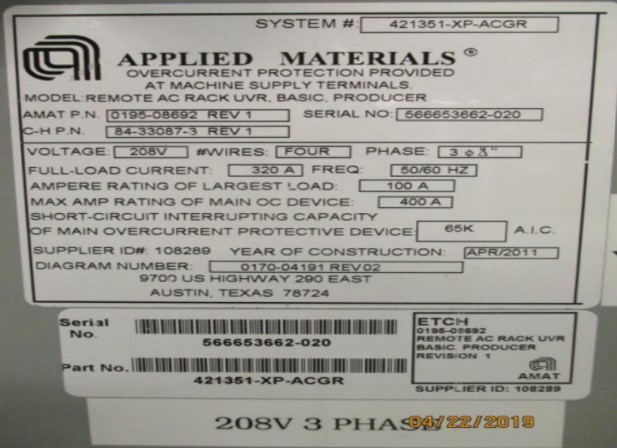 SYSTEM #: 421351-XP-ACGR
APPLIED MATERIALS®
OVERCURRENT PROTECTION PROVIDED
AT MACHINE SUPPLY TERMINALS.
MODEL:REMOTE AC RACK UVR, BASIC, PRODUCER
AMAT P.N. 0195-08692 REV 1 SERIAL NO: 566653662-020
C-H P.N. 84-33087-3 REV 1
VOLTAGE: 208V #WIRES: FOUR PHASE: 3 ϕ
FULL-LOAD CURRENT: 320 A FREQ: 50/60 HZ
AMPERE RATING OF LARGEST LOAD: 100 A
MAX AMP RATING OF MAIN OC DEVICE: 400 A
SHORT-CIRCUIT INTERRUPTING CAPACITY
OF MAIN OVERCURRENT PROTECTIVE DEVICE: 65K A.I.C.
SUPPLIER ID#: 108289 YEAR OF CONSTRUCTION: APR/2011
DIAGRAM NUMBER: 0170-04191 REV02
9700 US HIGHWAY 290 EAST
AUSTIN, TEXAS 78724
Serial No. 566653662-020
Part No. 421351-XP-ACGR
ETCH
0195-08692
REMOTE AC RACK UVR
BASIC, PRODUCER
REVISION 1
AMAT
SUPPLIER ID: 108289
208V 3 PHASE
04/22/2019